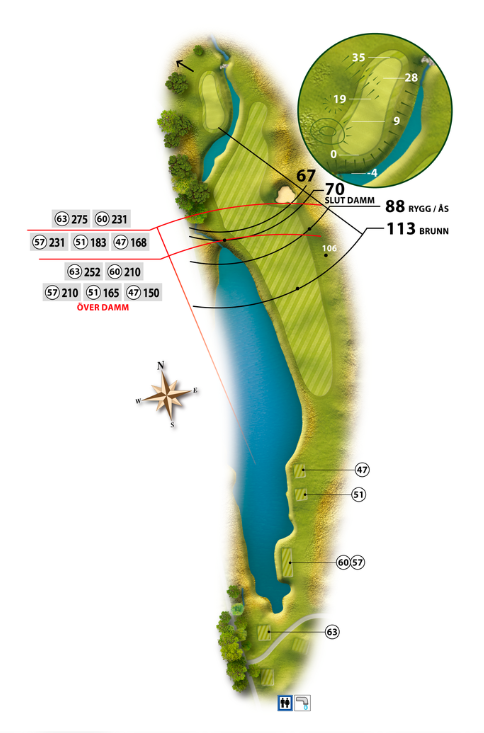 35
28
19
9
0
-4
67
70
SLUT DAMM
88 RYGG / ÅS
113 BRUNN
63 275 60 231
57 231 51 183 47 168
63 252 60 210
57 210 51 165 47 150
ÖVER DAMM
106
N
W E
S
47
51
60 57
63